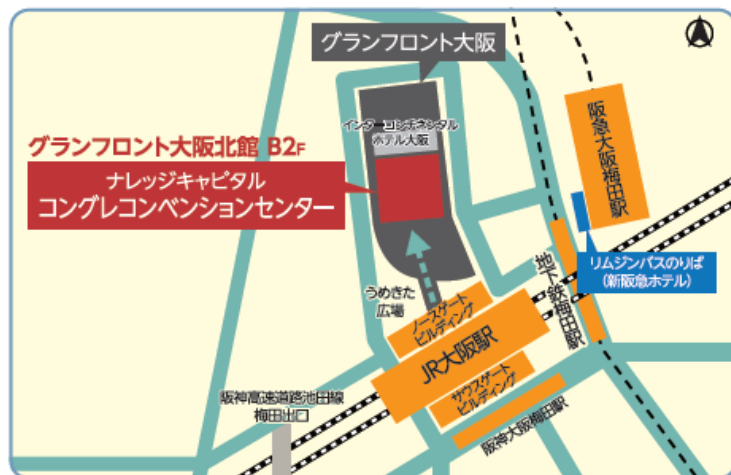 グランフロント大阪
インターコンチネンタル
ホテル大阪
グランフロント大阪北館 B2F
ナレッジキャピタル
コングレコンベンションセンター
阪急大阪梅田駅
リムジンバスのりば
(新阪急ホテル)
地下鉄梅田駅
うめきた
広場
ノースゲート
ビルディング
JR大阪駅
サウスゲート
ビルディング
阪神大阪梅田駅
阪神高速道路池田線
梅田出口